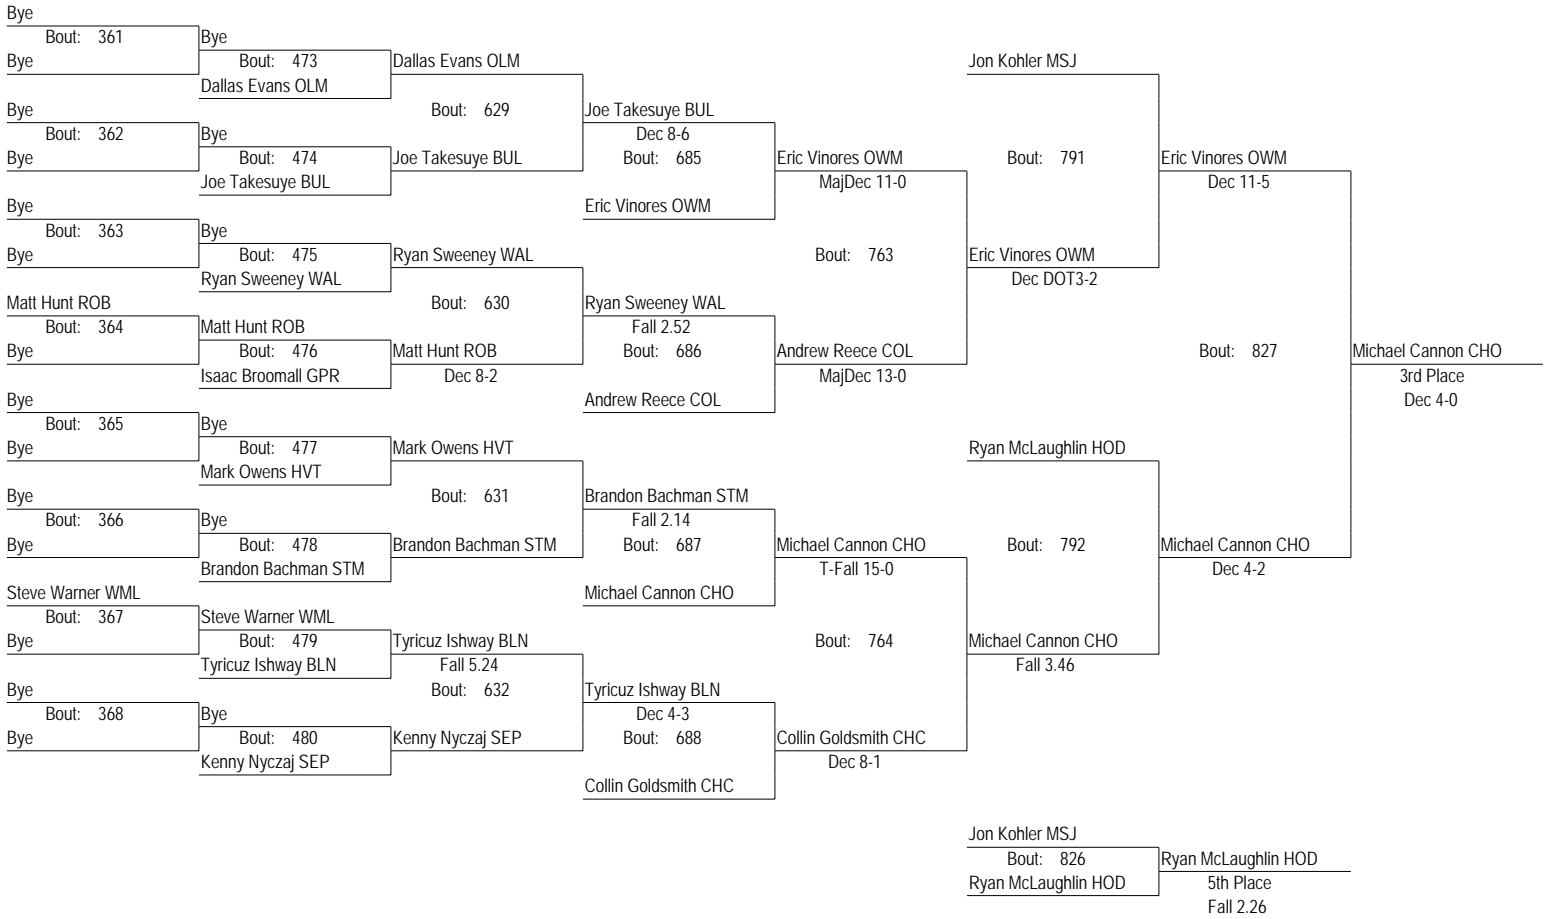 Bye
Bout: 361
Bye
Bye
Bout: 362
Bye
Bye
Bout: 363
Bye
Matt Hunt ROB
Bout: 364
Bye
Bye
Bout: 365
Bye
Bye
Bout: 366
Bye
Steve Warner WML
Bout: 367
Bye
Bye
Bout: 368
Bye
Bye
Bout: 473
Dallas Evans OLM
Bye
Bout: 474
Joe Takesuye BUL
Bye
Bout: 475
Ryan Sweeney WAL
Matt Hunt ROB
Bout: 476
Isaac Broomall GPR
Bye
Bout: 477
Mark Owens HVT
Bye
Bout: 478
Brandon Bachman STM
Steve Warner WML
Bout: 479
Tyricuz Ishway BLN
Bye
Bout: 480
Kenny Nyczaj SEP
Dallas Evans OLM
Bout: 629
Joe Takesuye BUL
Ryan Sweeney WAL
Bout: 630
Matt Hunt ROB
Dec 8-2
Mark Owens HVT
Bout: 631
Brandon Bachman STM
Tyricuz Ishway BLN
Fall 5.24
Bout: 632
Kenny Nyczaj SEP
Joe Takesuye BUL
Dec 8-6
Bout: 685
Eric Vinores OWM
Ryan Sweeney WAL
Fall 2.52
Bout: 686
Andrew Reece COL
Brandon Bachman STM
Fall 2.14
Bout: 687
Michael Cannon CHO
Tyricuz Ishway BLN
Dec 4-3
Bout: 688
Collin Goldsmith CHC
Eric Vinores OWM
MajDec 11-0
Bout: 763
Andrew Reece COL
MajDec 13-0
Michael Cannon CHO
T-Fall 15-0
Bout: 764
Collin Goldsmith CHC
Dec 8-1
Jon Kohler MSJ
Bout: 791
Eric Vinores OWM
Dec DOT3-2
Ryan McLaughlin HOD
Bout: 792
Michael Cannon CHO
Fall 3.46
Eric Vinores OWM
Dec 11-5
Bout: 827
Michael Cannon CHO
Dec 4-2
Michael Cannon CHO
3rd Place
Dec 4-0
Jon Kohler MSJ
Bout: 826
Ryan McLaughlin HOD
Ryan McLaughlin HOD
5th Place
Fall 2.26